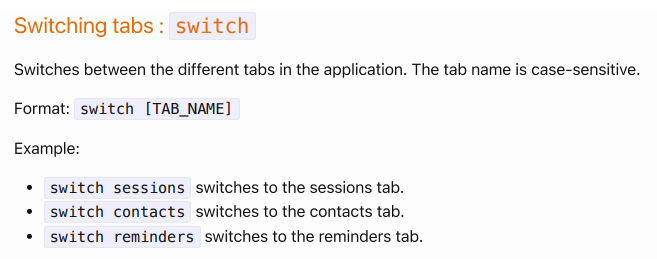 Switching tabs : switch
Switches between the different tabs in the application. The tab name is case-sensitive.
Format: switch [TAB_NAME]
Example:
• switch sessions switches to the sessions tab.
• switch contacts switches to the contacts tab.
• switch reminders switches to the reminders tab.